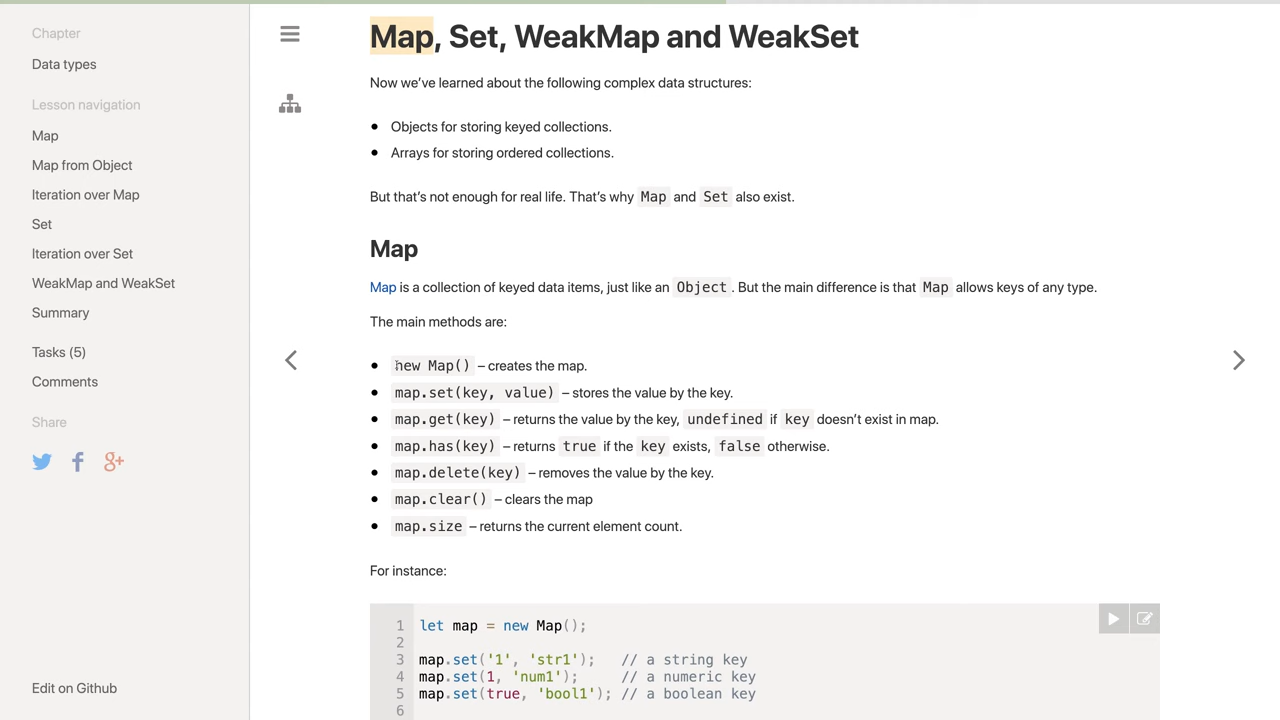 Chapter
Data types
Lesson navigation
Map
Map from Object
Iteration over Map
Set
Iteration over Set
WeakMap and WeakSet
Summary
Tasks (5)
Comments
Share
Edit on Github
Map, Set, WeakMap and WeakSet
Now we’ve learned about the following complex data structures:
Objects for storing keyed collections.
Arrays for storing ordered collections.
But that’s not enough for real life. That’s why Map and Set also exist.
Map
Map is a collection of keyed data items, just like an Object. But the main difference is that Map allows keys of any type.
The main methods are:
new Map() – creates the map.
map.set(key, value) – stores the value by the key.
map.get(key) – returns the value by the key, undefined if key doesn’t exist in map.
map.has(key) – returns true if the key exists, false otherwise.
map.delete(key) – removes the value by the key.
map.clear() – clears the map
map.size – returns the current element count.
For instance:
1 let map = new Map();
2
3 map.set('1', 'str1');   // a string key
4 map.set(1, 'num1');     // a numeric key
5 map.set(true, 'bool1'); // a boolean key
6